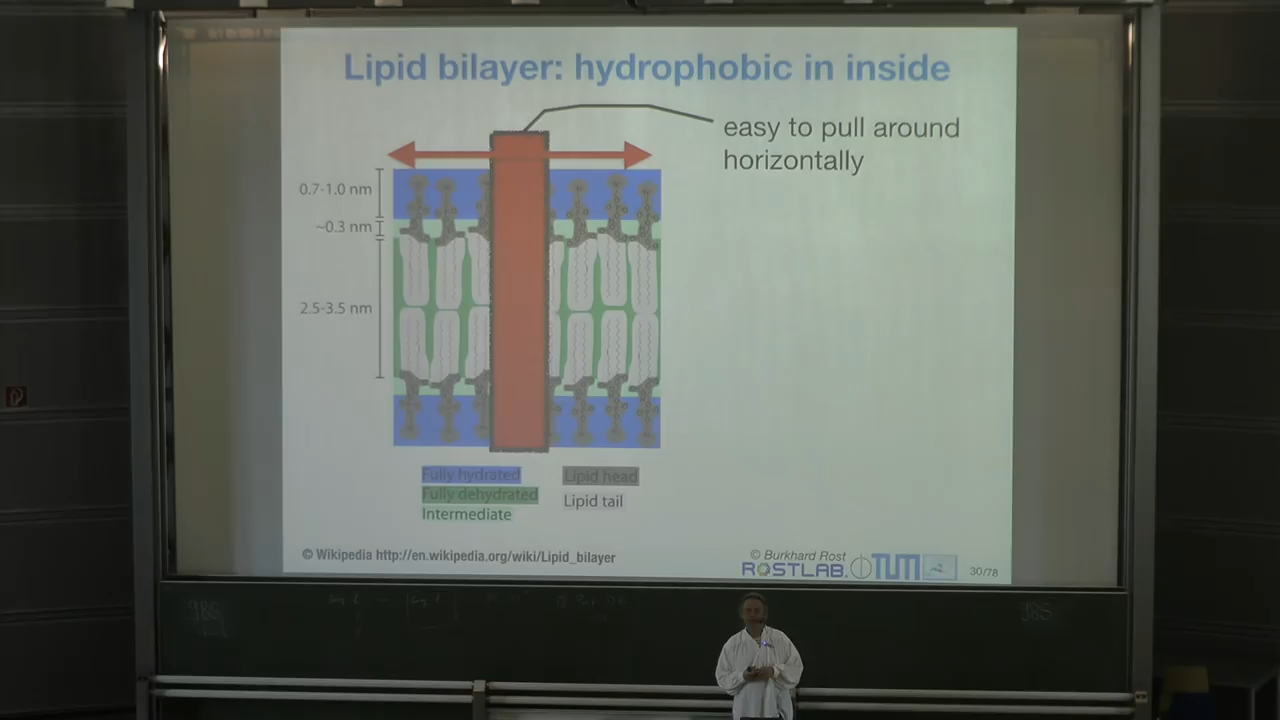 Lipid bilayer: hydrophobic in inside
easy to pull around
horizontally
0.7-1.0 nm
~0.3 nm
2.5-3.5 nm
Fully hydrated
Fully dehydrated
Intermediate
Lipid head
Lipid tail
© Wikipedia http://en.wikipedia.org/wiki/Lipid_bilayer
© Burkhard Rost
ROSTLAB.
TUM
30/78